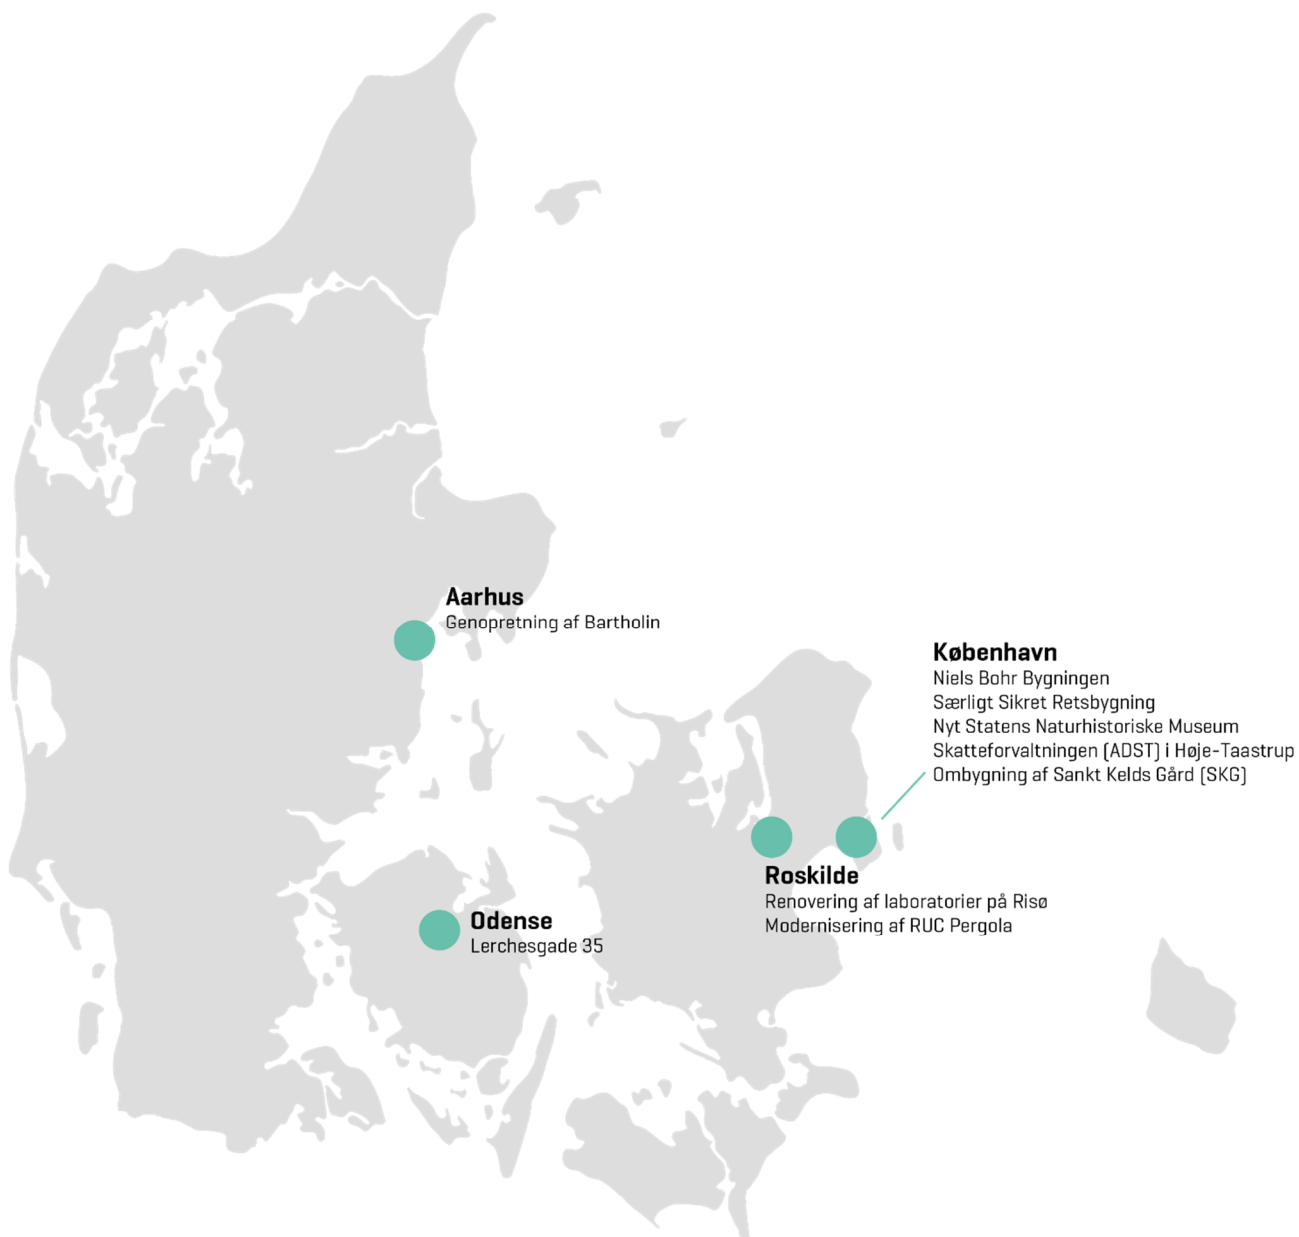 Aarhus
Genopretning af Bartholin
København
Niels Bohr Bygningen
Særligt Sikret Retsbygning
Nyt Statens Naturhistoriske Museum
Skatteforvaltningen (ADST) i Høje-Taastrup
Ombygning af Sankt Kelds Gård (SKG)
Roskilde
Renovering af laboratorier på Risø
Modernisering af RUC Pergola
Odense
Lerchesgade 35